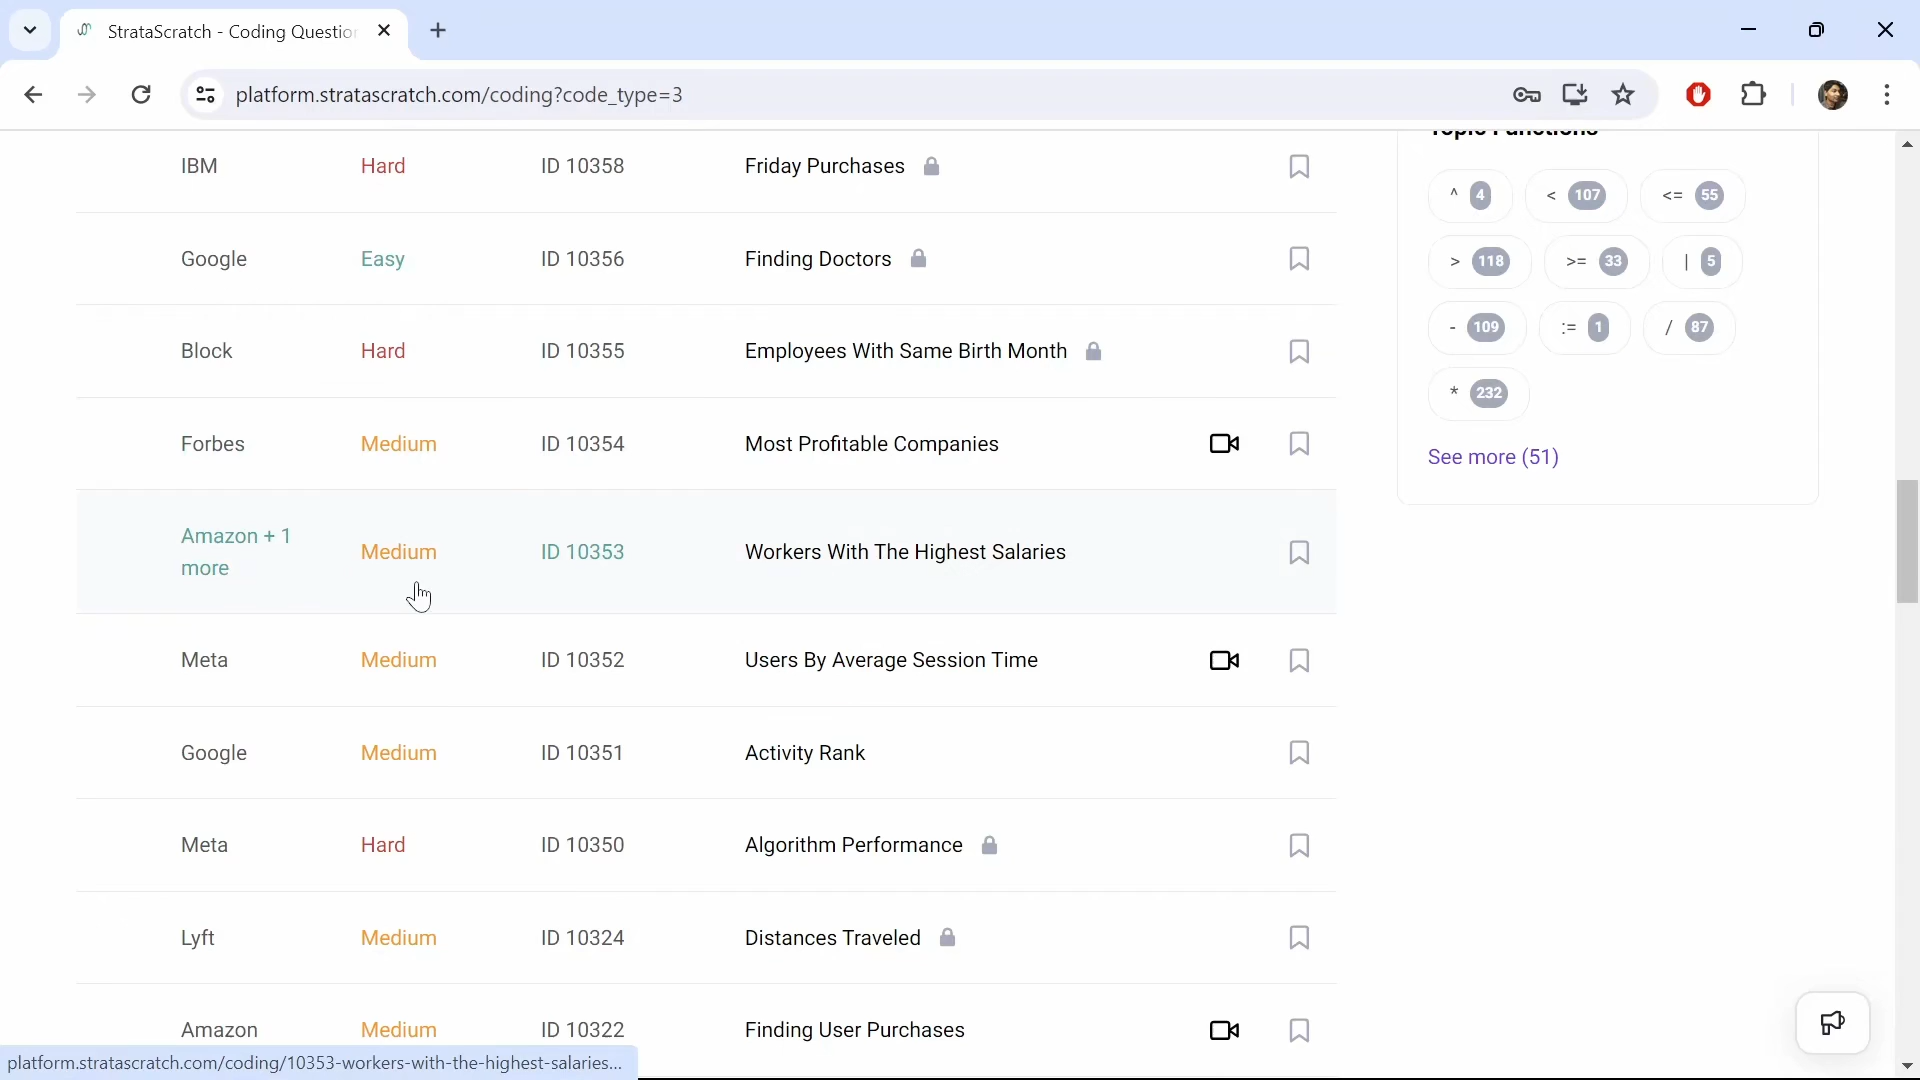 StrataScratch - Coding Questio
platform.stratascratch.com/coding?code_type=3
Topic Functions
IBM Hard ID 10358 Friday Purchases
^ 4 < 107 <= 55
Google Easy ID 10356 Finding Doctors
> 118 >= 33 | 5
- 109 := 1 / 87
Block Hard ID 10355 Employees With Same Birth Month
* 232
Forbes Medium ID 10354 Most Profitable Companies
See more (51)
Amazon + 1
more
Medium ID 10353 Workers With The Highest Salaries
Meta Medium ID 10352 Users By Average Session Time
Google Medium ID 10351 Activity Rank
Meta Hard ID 10350 Algorithm Performance
Lyft Medium ID 10324 Distances Traveled
Amazon Medium ID 10322 Finding User Purchases
platform.stratascratch.com/coding/10353-workers-with-the-highest-salaries...